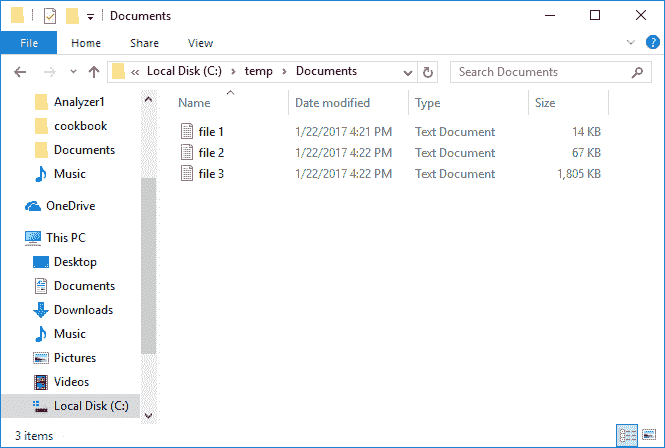 Documents
File Home Share View
« Local Disk (C:) › temp › Documents Search Documents
Name Date modified Type Size
file 1 1/22/2017 4:21 PM Text Document 14 KB
file 2 1/22/2017 4:22 PM Text Document 67 KB
file 3 1/22/2017 4:22 PM Text Document 1,805 KB
Analyzer1
cookbook
Documents
Music
OneDrive
This PC
Desktop
Documents
Downloads
Music
Pictures
Videos
Local Disk (C:)
3 items